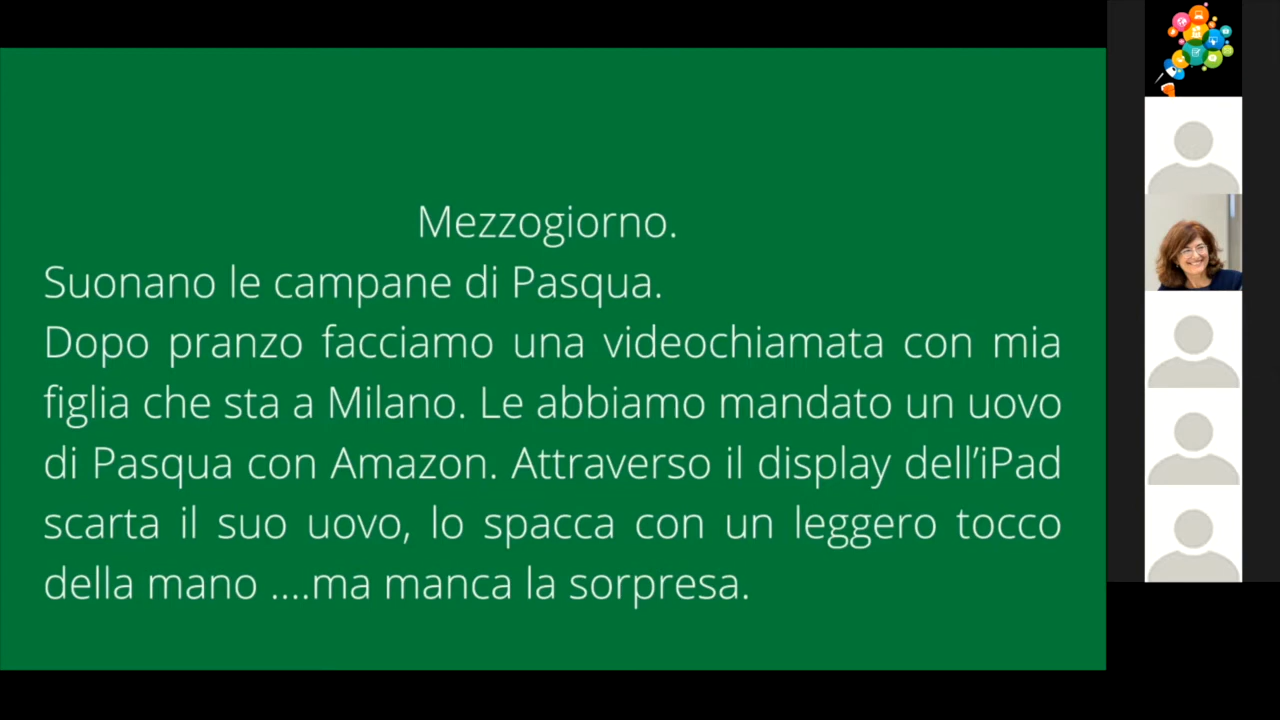 Mezzogiorno.
Suonano le campane di Pasqua.
Dopo pranzo facciamo una videochiamata con mia
figlia che sta a Milano. Le abbiamo mandato un uovo
di Pasqua con Amazon. Attraverso il display dell’iPad
scarta il suo uovo, lo spacca con un leggero tocco
della mano ....ma manca la sorpresa.